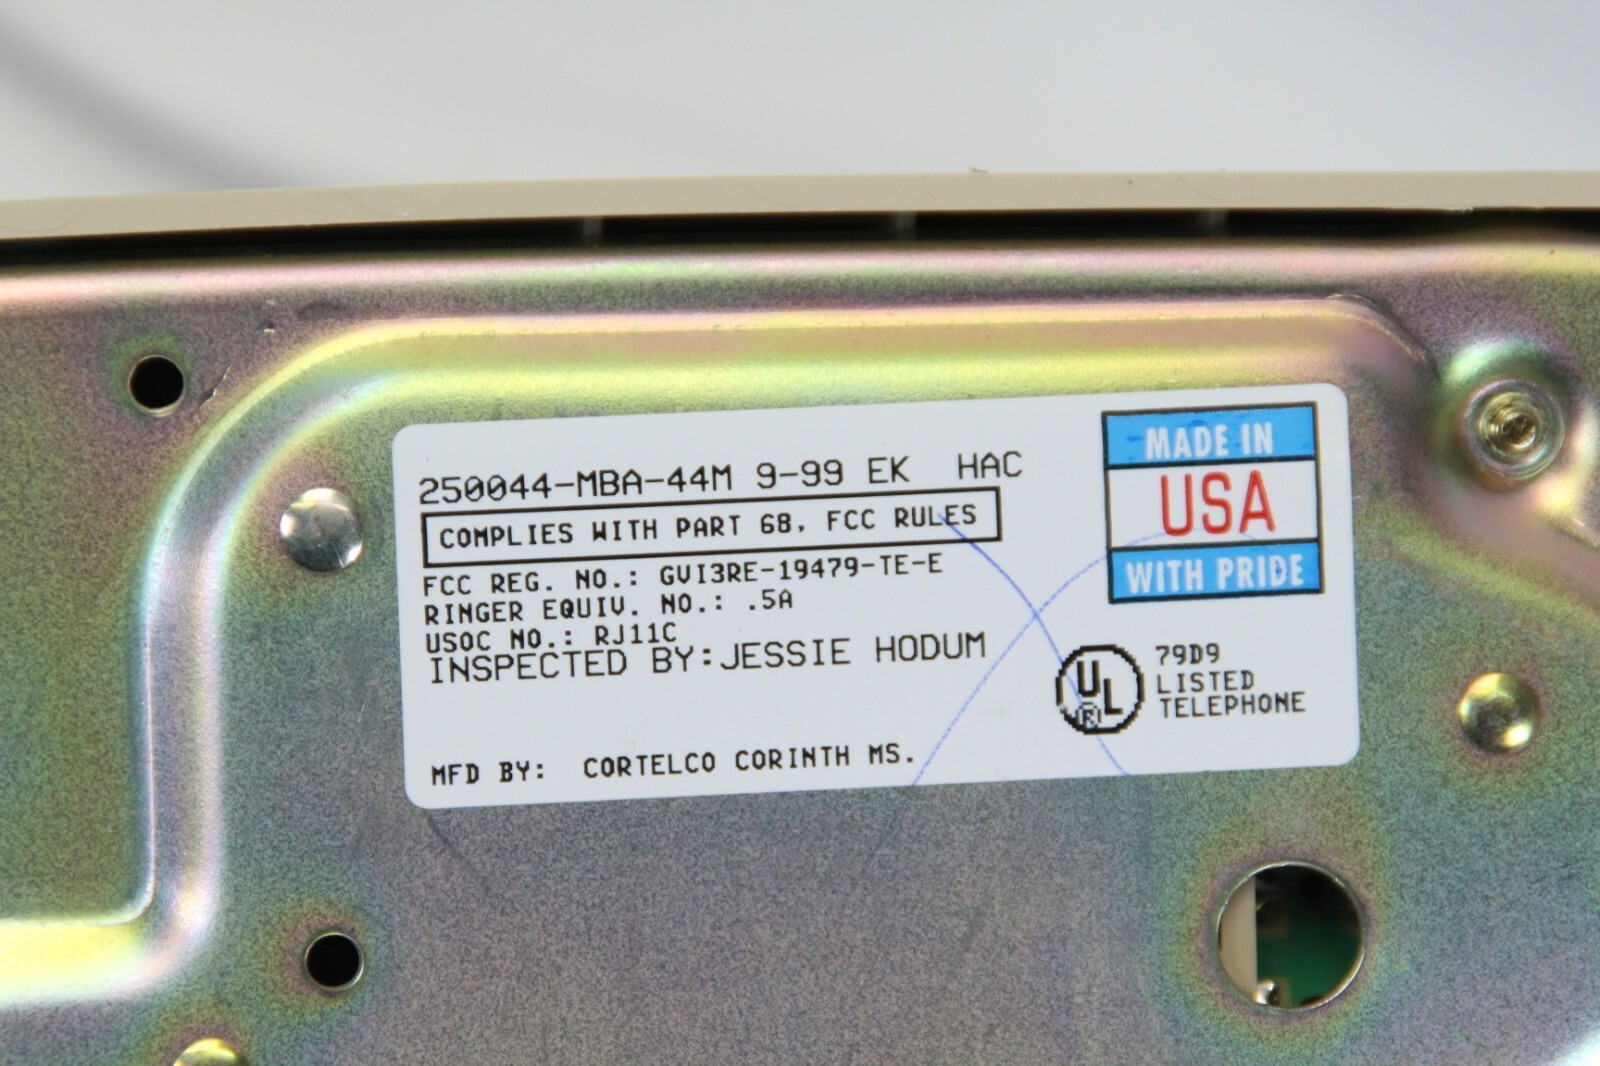 250044-MBA-44M 9-99 EK HAC
COMPLIES WITH PART 68, FCC RULES
FCC REG. NO.: GVI3RE-19479-TE-E
RINGER EQUIV. NO.: .5A
USOC NO.: RJ11C
INSPECTED BY:JESSIE HODUM
MFD BY: CORTELCO CORINTH MS.
MADE IN
USA
WITH PRIDE
UL
®
79D9
LISTED
TELEPHONE